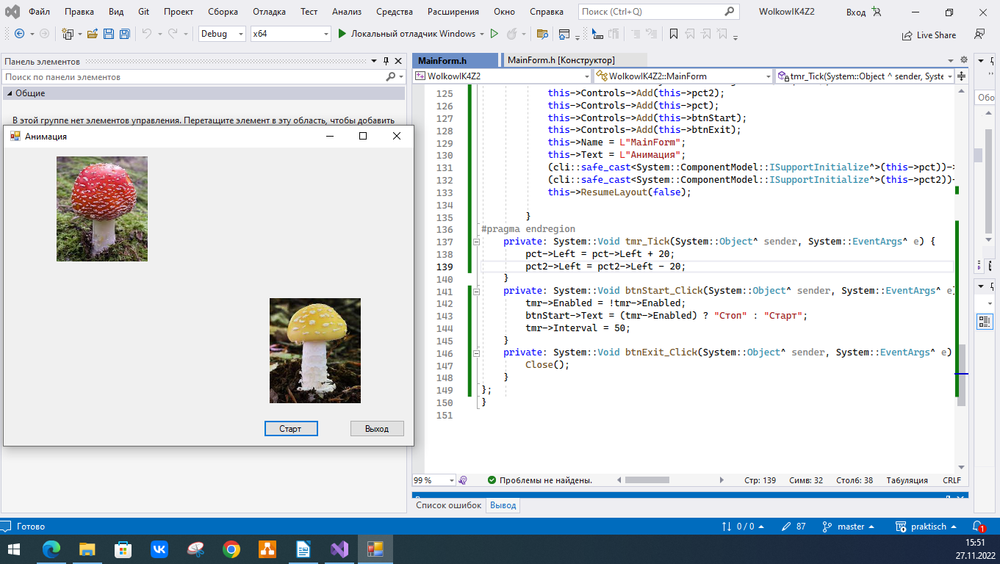 Файл Правка Вид Git Проект Сборка Отладка Тест Анализ Средства Расширения Окно Справка Поиск (Ctrl+Q) WolkowIK4Z2 Вход
Debug x64 Локальный отладчик Windows Live Share
Панель элементов
Поиск по панели элементов
Общие
В этой группе нет элементов управления. Перетащите элемент в эту область, чтобы добавить
Анимация
Старт Выход
MainForm.h MainForm.h [Конструктор]
WolkowIK4Z2 WolkowIK4Z2::MainForm tmr_Tick(System::Object ^ sender, Syste
Обо
125 this->Controls->Add(this->pct2);
126 this->Controls->Add(this->pct);
127 this->Controls->Add(this->btnStart);
128 this->Controls->Add(this->btnExit);
129 this->Name = L"MainForm";
130 this->Text = L"Анимация";
131 (cli::safe_cast<System::ComponentModel::ISupportInitialize^>(this->pct))->
132 (cli::safe_cast<System::ComponentModel::ISupportInitialize^>(this->pct2))-
133 this->ResumeLayout(false);
134
135 }
136 #pragma endregion
137 private: System::Void tmr_Tick(System::Object^ sender, System::EventArgs^ e) {
138 pct->Left = pct->Left + 20;
139 pct2->Left = pct2->Left - 20;
140 }
141 private: System::Void btnStart_Click(System::Object^ sender, System::EventArgs^ e)
142 tmr->Enabled = !tmr->Enabled;
143 btnStart->Text = (tmr->Enabled) ? "Стоп" : "Старт";
144 tmr->Interval = 50;
145 }
146 private: System::Void btnExit_Click(System::Object^ sender, System::EventArgs^ e)
147 Close();
148 }
149 };
150 }
151
99 % Проблемы не найдены. Стр: 139 Симв: 32 Столб: 38 Табуляция CRLF
Список ошибок Вывод
Готово 0 / 0 87 master praktisch 1
15:51
27.11.2022